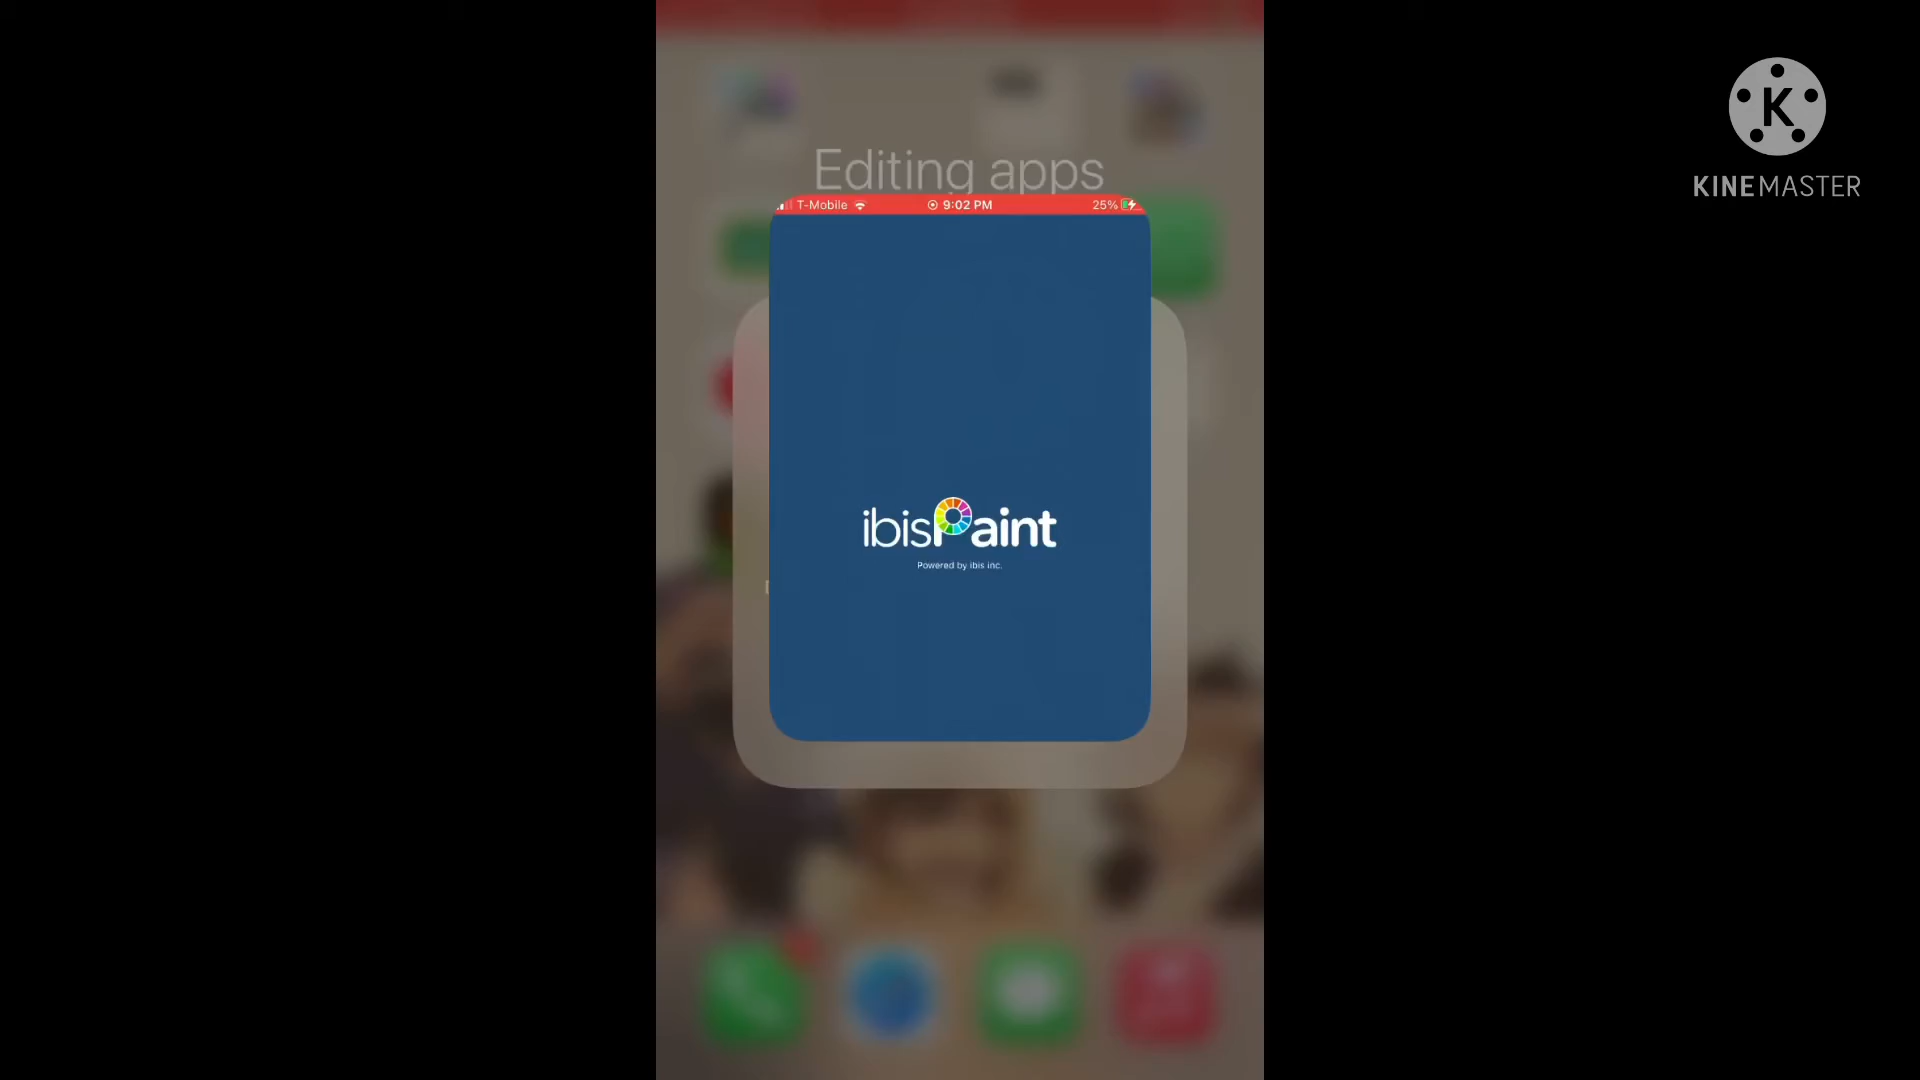 Editing apps
T-Mobile 9:02 PM 25%
ibisPaint
Powered by ibis inc.
K
KINEMASTER